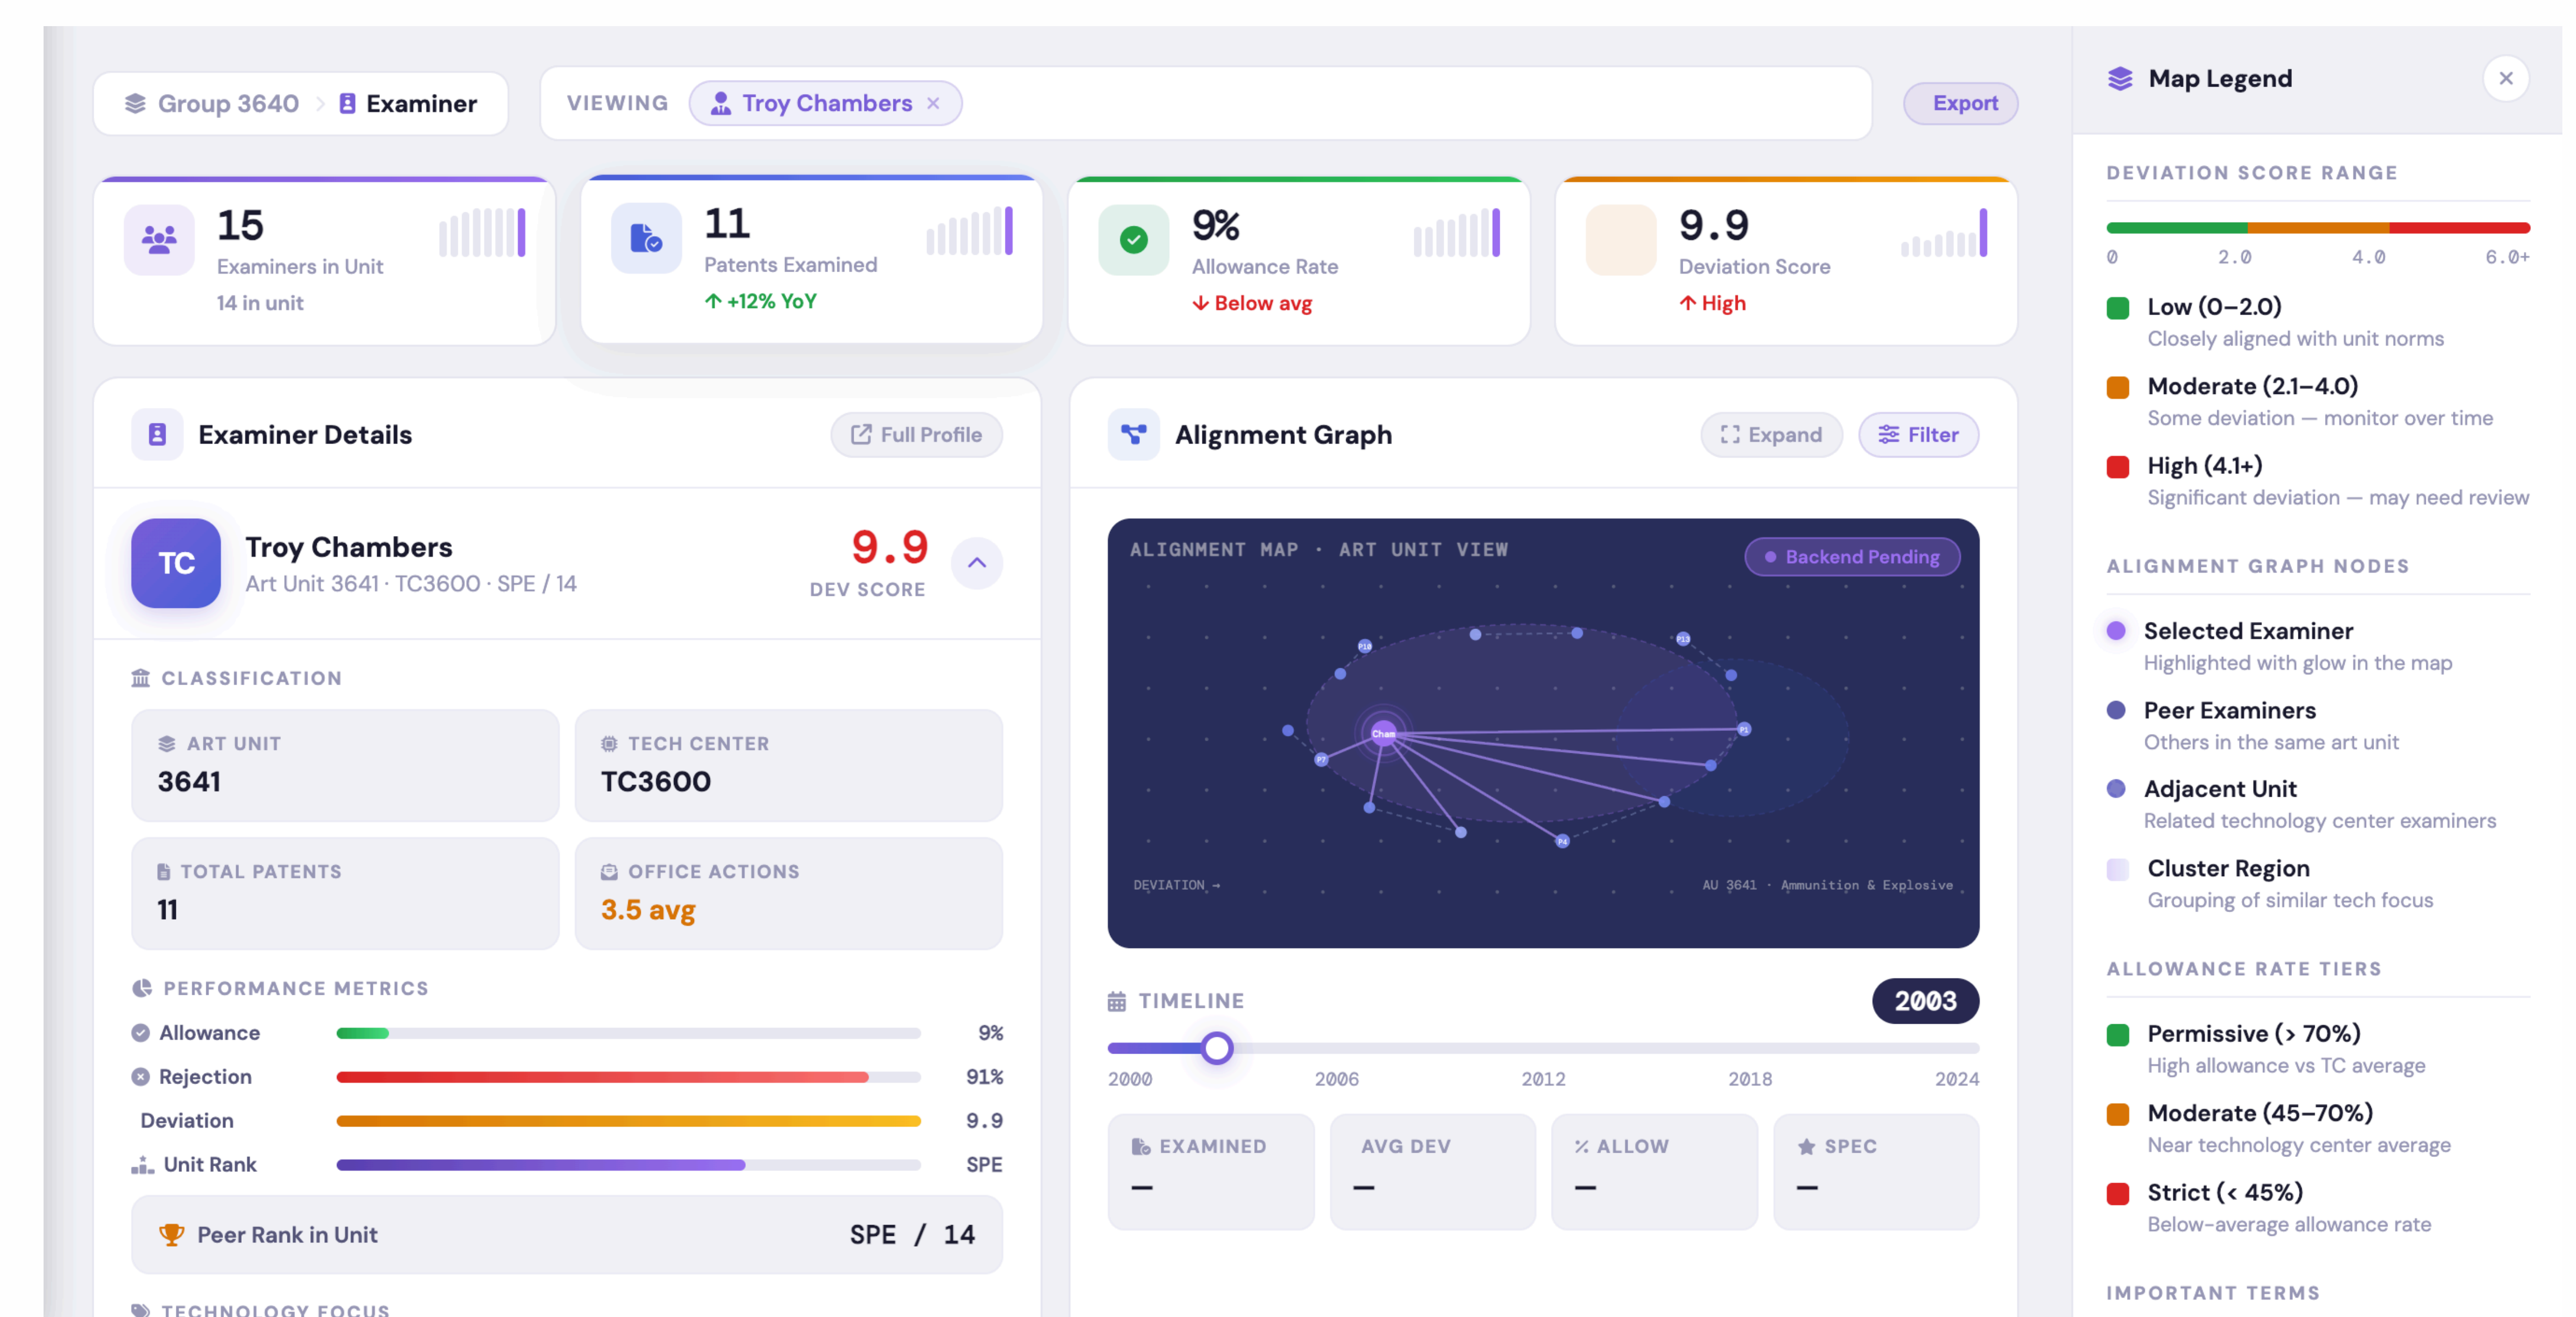 Group 3640 > Examiner
VIEWING Troy Chambers ×
Export
15
Examiners in Unit
14 in unit
11
Patents Examined
↑ +12% YoY
9%
Allowance Rate
↓ Below avg
9.9
Deviation Score
↑ High
Examiner Details
Full Profile
TC
Troy Chambers
Art Unit 3641 · TC3600 · SPE / 14
9.9
DEV SCORE
CLASSIFICATION
ART UNIT
3641
TECH CENTER
TC3600
TOTAL PATENTS
11
OFFICE ACTIONS
3.5 avg
PERFORMANCE METRICS
Allowance 9%
Rejection 91%
Deviation 9.9
Unit Rank SPE
Peer Rank in Unit SPE / 14
TECHNOLOGY FOCUS
Alignment Graph
Expand
Filter
ALIGNMENT MAP · ART UNIT VIEW
Backend Pending
P10
P13
Cham
P1
P7
P4
DEVIATION →
AU 3641 · Ammunition & Explosive
TIMELINE
2003
2000 2006 2012 2018 2024
EXAMINED
—
AVG DEV
—
ALLOW
—
SPEC
—
Map Legend
×
DEVIATION SCORE RANGE
0 2.0 4.0 6.0+
Low (0–2.0)
Closely aligned with unit norms
Moderate (2.1–4.0)
Some deviation — monitor over time
High (4.1+)
Significant deviation — may need review
ALIGNMENT GRAPH NODES
Selected Examiner
Highlighted with glow in the map
Peer Examiners
Others in the same art unit
Adjacent Unit
Related technology center examiners
Cluster Region
Grouping of similar tech focus
ALLOWANCE RATE TIERS
Permissive (> 70%)
High allowance vs TC average
Moderate (45–70%)
Near technology center average
Strict (< 45%)
Below-average allowance rate
IMPORTANT TERMS